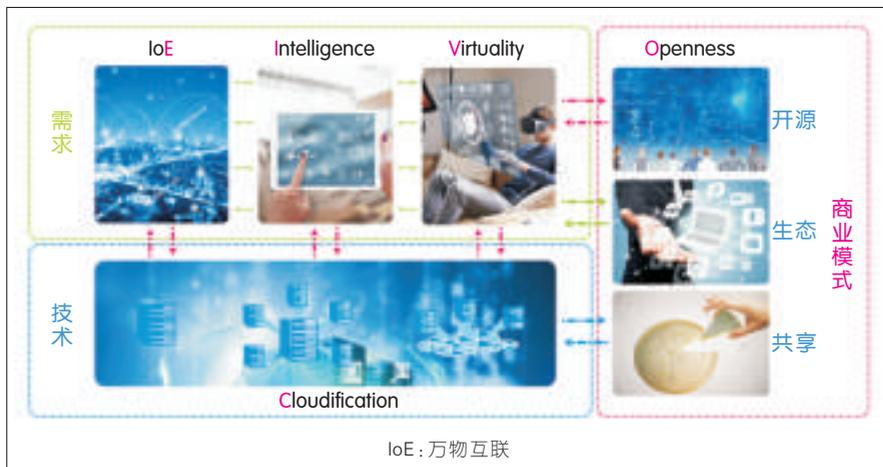 IoE
Intelligence
Virtuality
Openness
需求
开源
生态
共享
商业模式
技术
Cloudification
IoE：万物互联